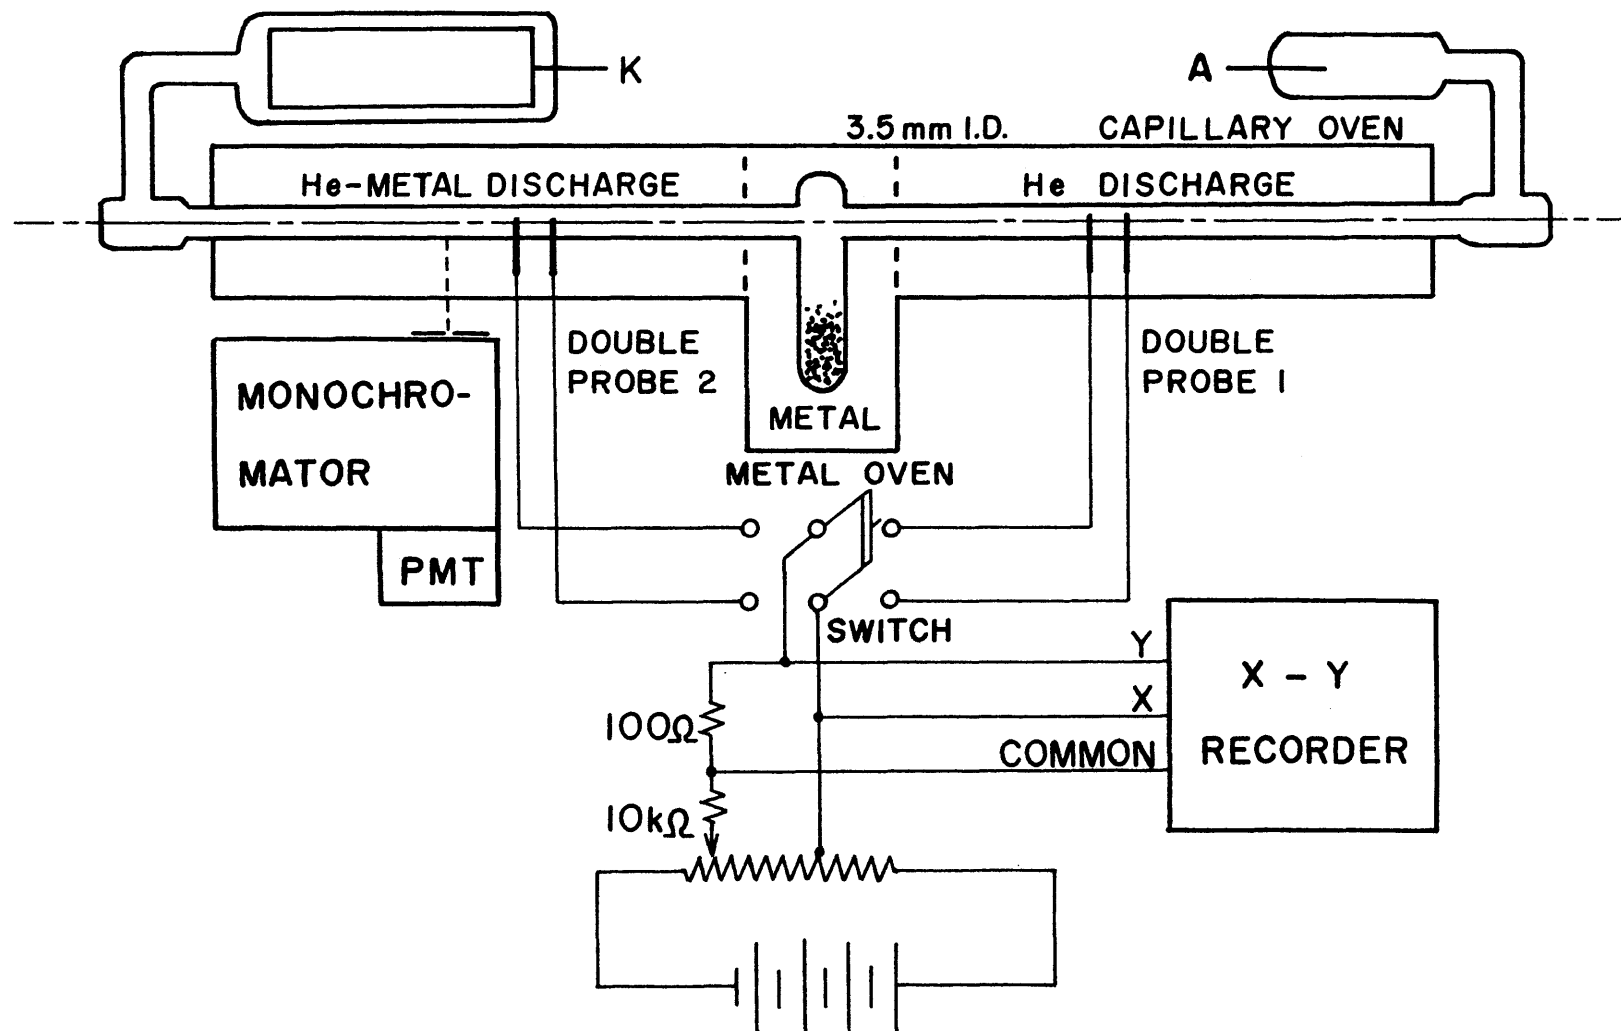 K
A
3.5 mm I.D.
CAPILLARY OVEN
He-METAL DISCHARGE
He DISCHARGE
DOUBLE
PROBE 2
DOUBLE
PROBE 1
MONOCHRO-
MATOR
METAL
METAL OVEN
PMT
SWITCH
Y
X
COMMON
X - Y
RECORDER
100Ω
10kΩ